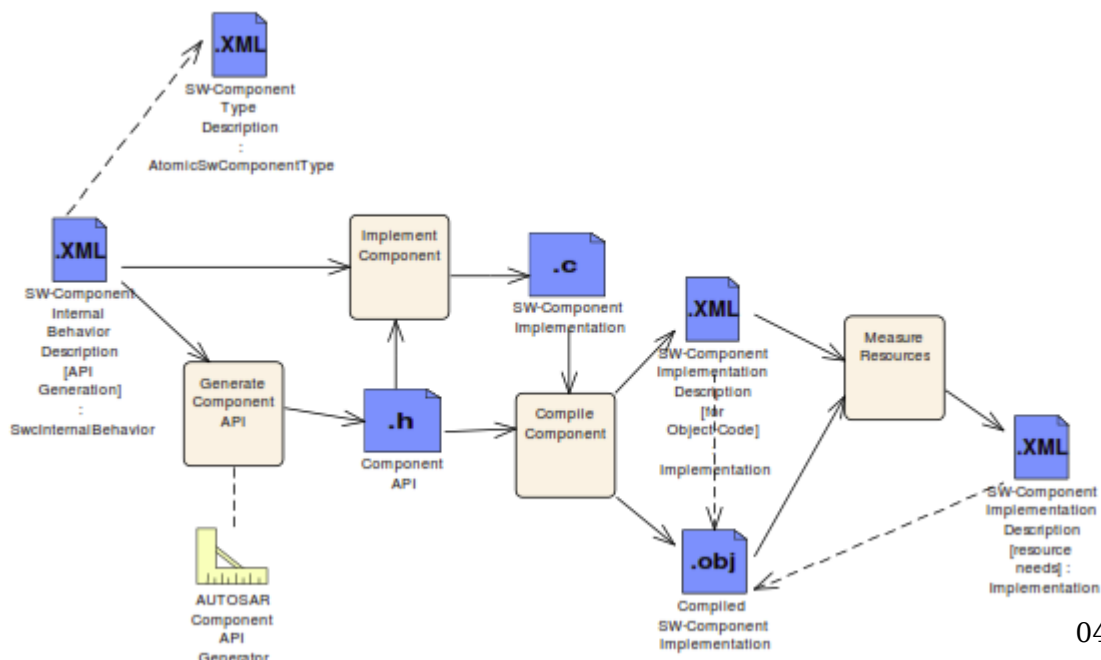 .XML
SW-Component
Type
Description
:
AtomicSwComponentType
.XML
SW-Component
Internal
Behavior
Description
[API
Generation]
:
SwcInternalBehavior
Implement
Component
.c
SW-Component
Implementation
Generate
Component
API
.h
Component
API
Compile
Component
.XML
SW-Component
Implementation
Description
[for
Object Code]
:
Implementation
Measure
Resources
.XML
SW-Component
Implementation
Description
[resource
needs] :
Implementation
.obj
Compiled
SW-Component
Implementation
AUTOSAR
Component
API
Generator
04